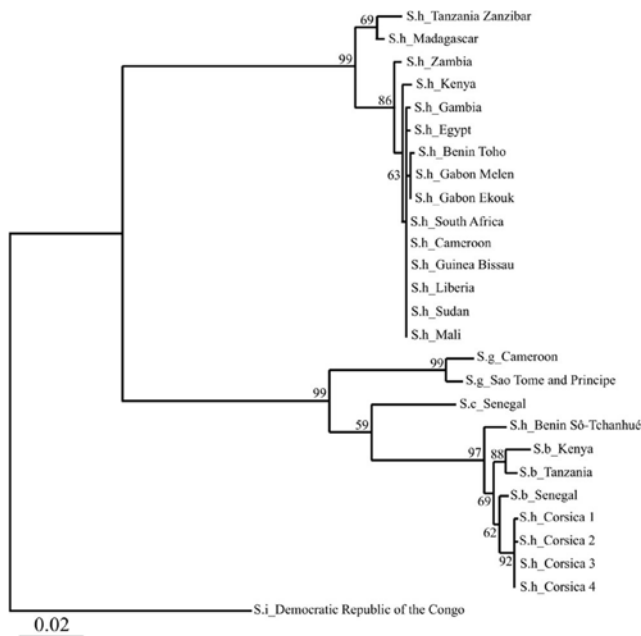 69
S.h_Tanzania Zanzibar
S.h_Madagascar
99
S.h_Zambia
S.h_Kenya
86
S.h_Gambia
S.h_Egypt
S.h_Benin Toho
63
S.h_Gabon Melen
S.h_Gabon Ekouk
S.h_South Africa
S.h_Cameroon
S.h_Guinea Bissau
S.h_Liberia
S.h_Sudan
S.h_Mali
99
S.g_Cameroon
S.g_Sao Tome and Principe
99
S.c_Senegal
59
S.h_Benin Sô-Tchanhué
97
88
S.b_Kenya
S.b_Tanzania
69
S.b_Senegal
S.h_Corsica 1
62
S.h_Corsica 2
92
S.h_Corsica 3
S.h_Corsica 4
S.i_Democratic Republic of the Congo
0.02